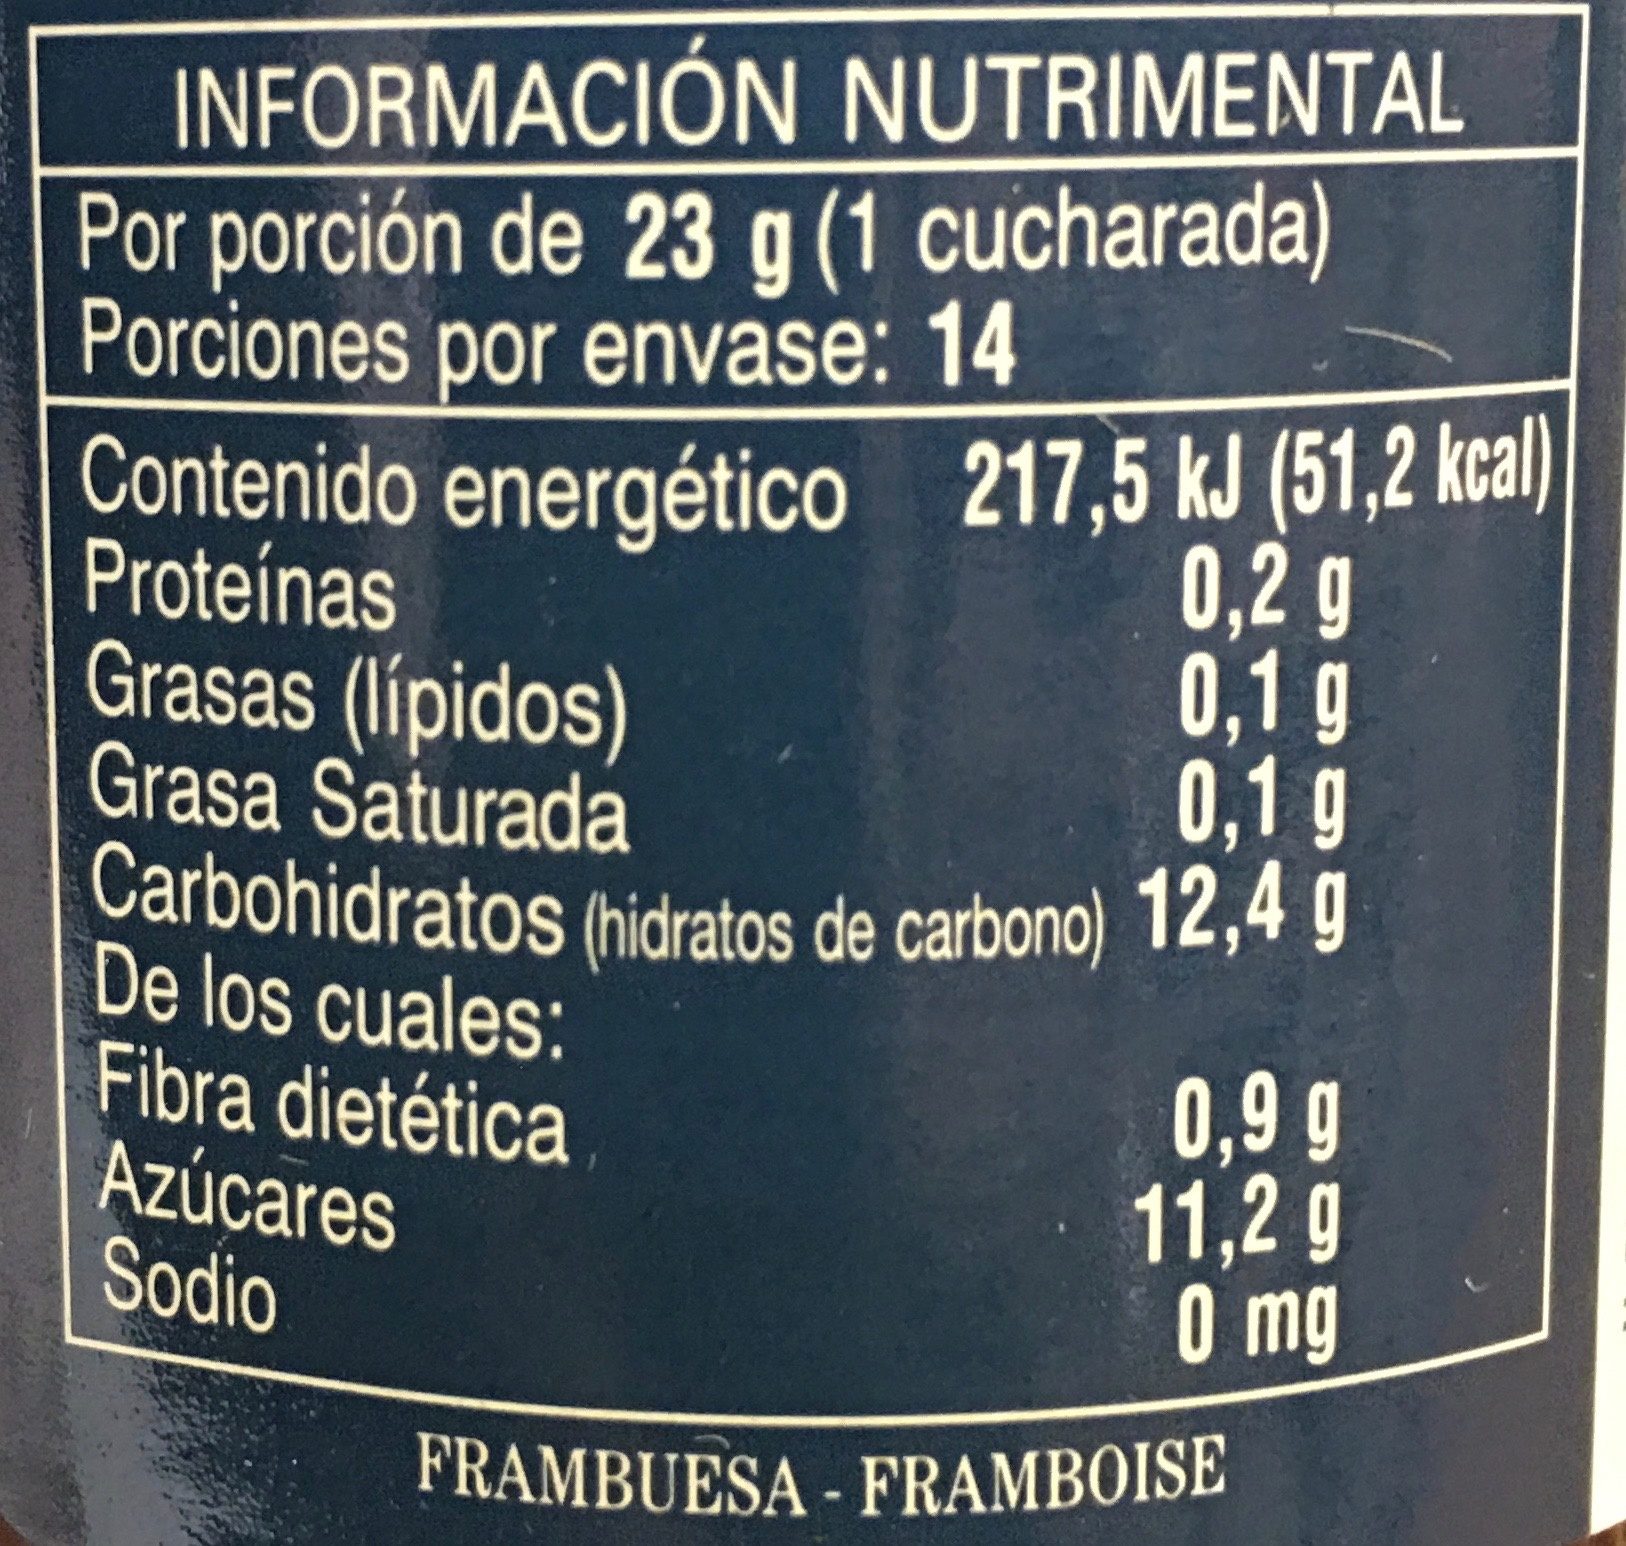 INFORMACIÓN NUTRIMENTAL
Por porción de 23 g (1 cucharada)
Porciones por envase: 14
Contenido energético 217,5 kJ (51,2 kcal)
Proteínas 0,2 g
Grasas (lípidos) 0,1 g
Grasa Saturada 0,1 g
Carbohidratos (hidratos de carbono) 12,4 g
De los cuales:
Fibra dietética 0,9 g
Azúcares 11,2 g
Sodio 0 mg
FRAMBUESA - FRAMBOISE